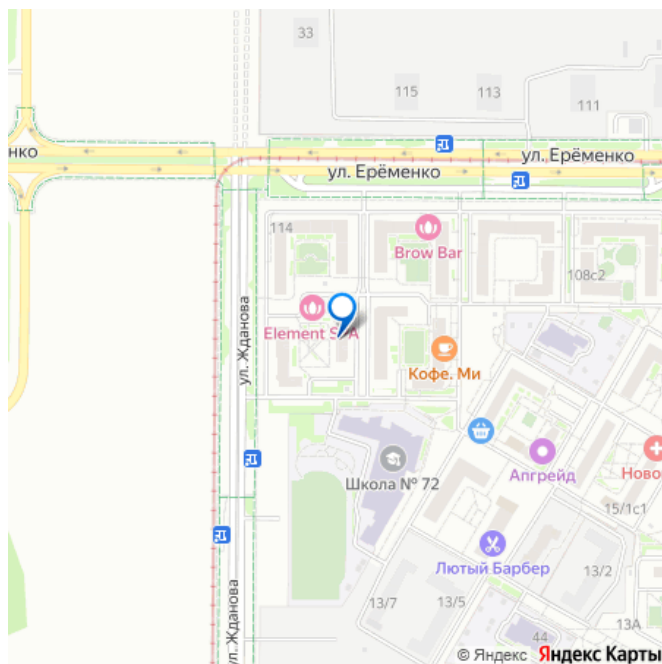 33
115
113
111
енко
ул. Ерёменко
ул. Ерёменко
114
Brow Bar
108с2
ул. Жданова
Element SPA
Кофе. Ми
Школа № 72
Апгрейд
Ново
15/1с1
Лютый Барбер
13/2
13/7
13/5
13А
44
ул. Жданова
© Яндекс Яндекс Карты